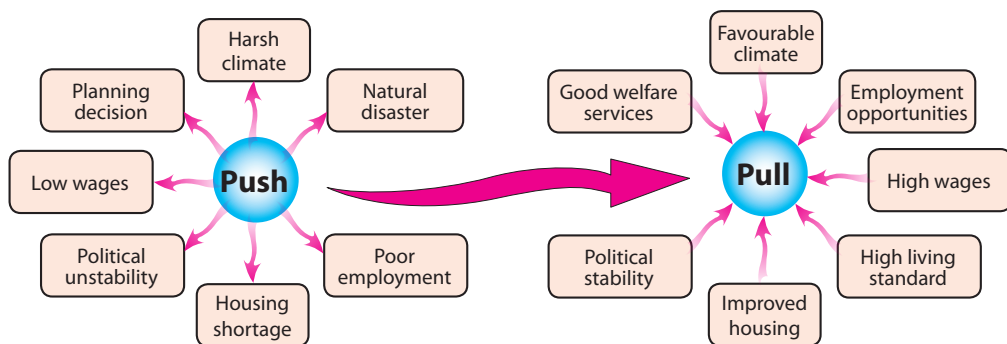 Harsh
climate
Planning
decision
Natural
disaster
Low wages
Push
Political
unstability
Poor
employment
Housing
shortage
Favourable
climate
Good welfare
services
Employment
opportunities
Pull
High wages
Political
stability
High living
standard
Improved
housing